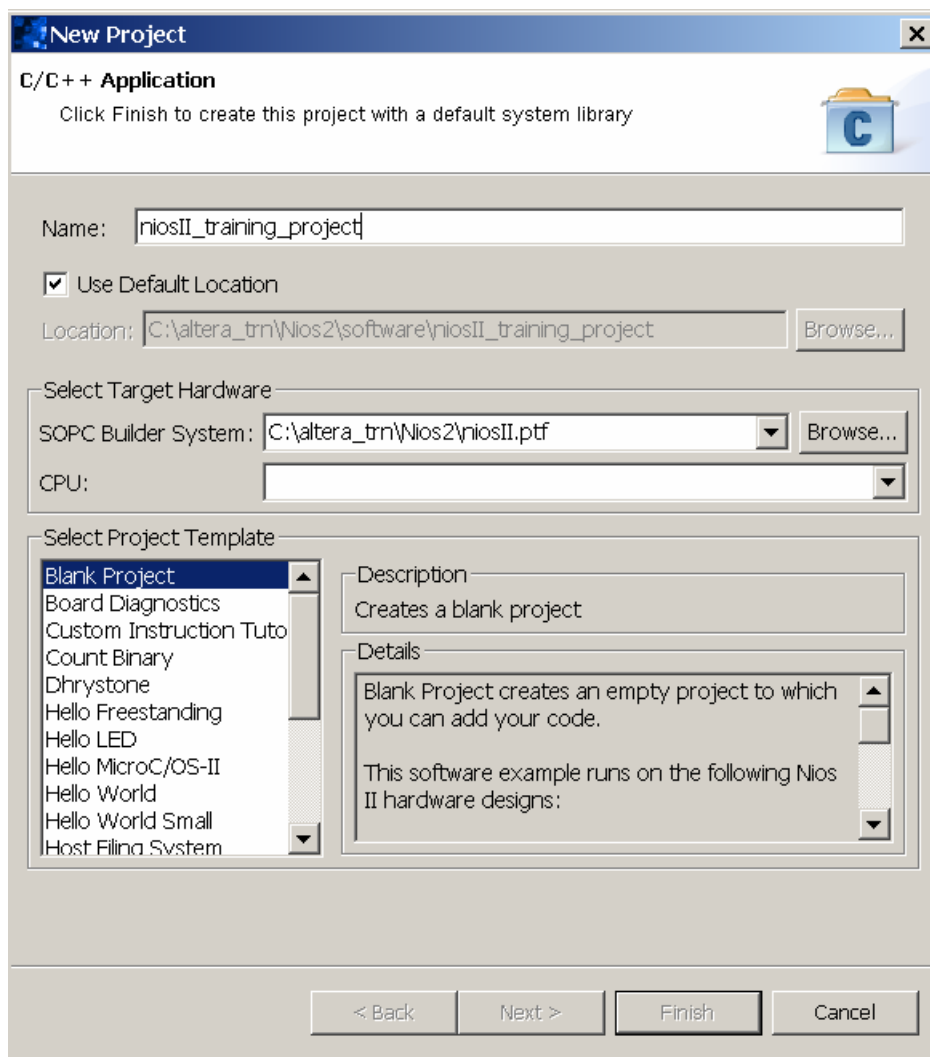 New Project
C/C++ Application
Click Finish to create this project with a default system library
C
Name: niosII_training_project
Use Default Location
Location: C:\altera_trn\Nios2\software\niosII_training_project Browse...
Select Target Hardware
SOPC Builder System: C:\altera_trn\Nios2\niosII.ptf Browse...
CPU:
Select Project Template
Blank Project
Board Diagnostics
Custom Instruction Tuto
Count Binary
Dhrystone
Hello Freestanding
Hello LED
Hello MicroC/OS-II
Hello World
Hello World Small
Host Filing System
Description
Creates a blank project
Details
Blank Project creates an empty project to which
you can add your code.
This software example runs on the following Nios
II hardware designs:
< Back Next > Finish Cancel